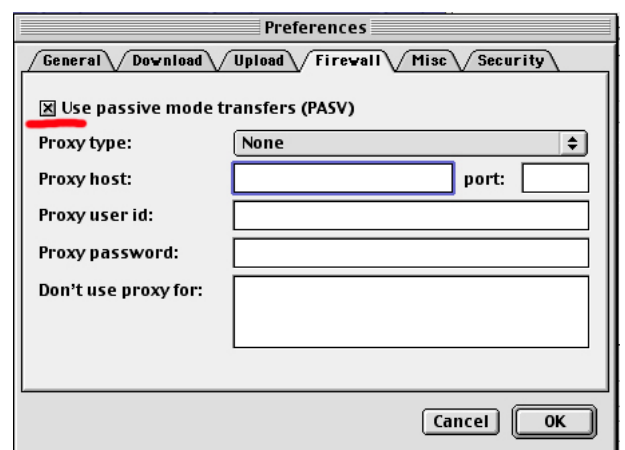 Preferences
General Download Upload Firewall Misc Security
Use passive mode transfers (PASV)
Proxy type: None
Proxy host: port:
Proxy user id:
Proxy password:
Don't use proxy for:
Cancel OK